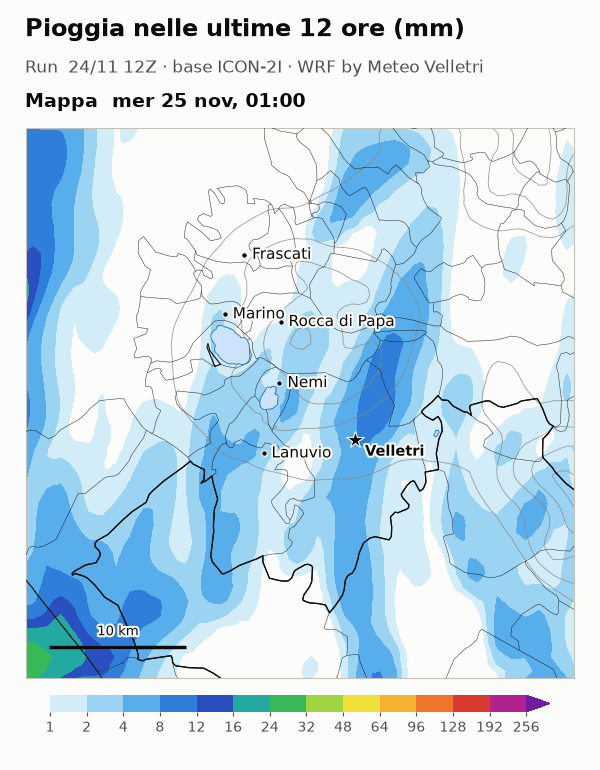 Pioggia nelle ultime 12 ore (mm)
Run  24/11 12Z · base ICON-2I · WRF by Meteo Velletri
Mappa  mer 25 nov, 01:00
Frascati
Marino
Rocca di Papa
Nemi
Velletri
Lanuvio
10 km
1 2 4 8 12 16 24 32 48 64 96 128 192 256